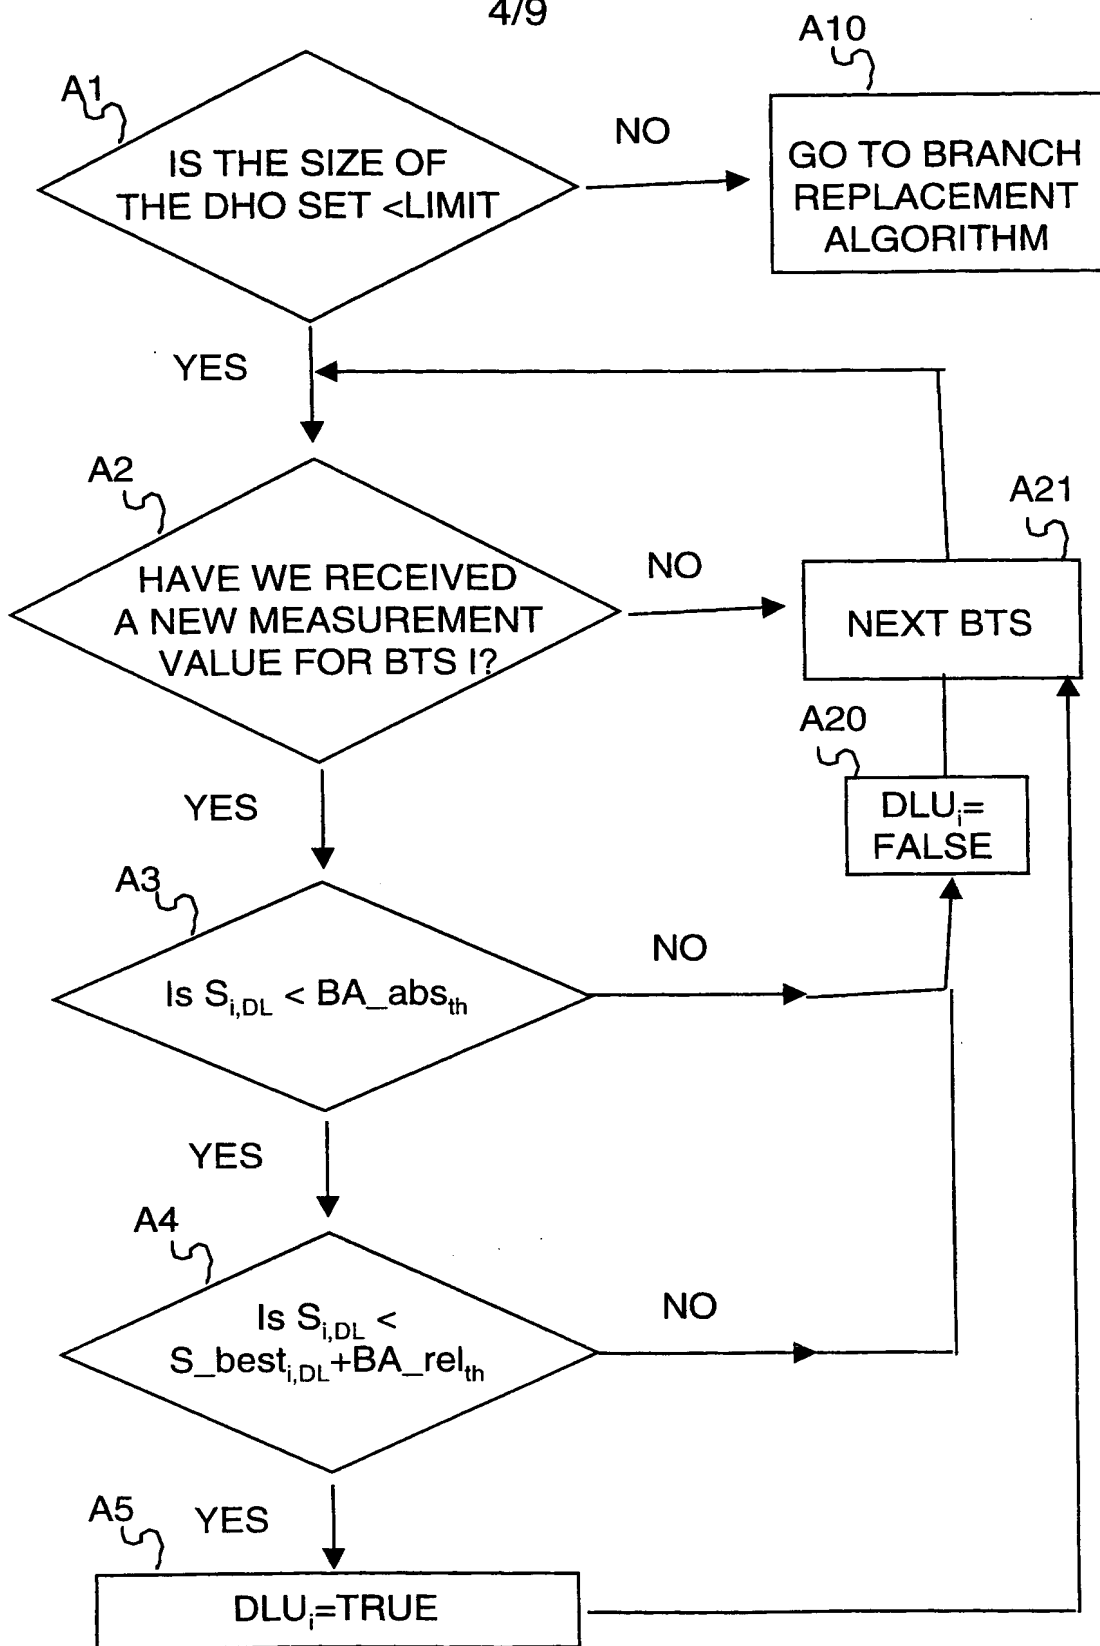 4/9
A10
A1
NO
IS THE SIZE OF
THE DHO SET <LIMIT
GO TO BRANCH
REPLACEMENT
ALGORITHM
YES
A2
A21
NO
HAVE WE RECEIVED
A NEW MEASUREMENT
VALUE FOR BTS I?
NEXT BTS
A20
YES
DLUi=
FALSE
A3
NO
Is Si,DL < BA_absth
YES
A4
NO
Is Si,DL <
S_besti,DL+BA_relth
A5
YES
DLUi=TRUE